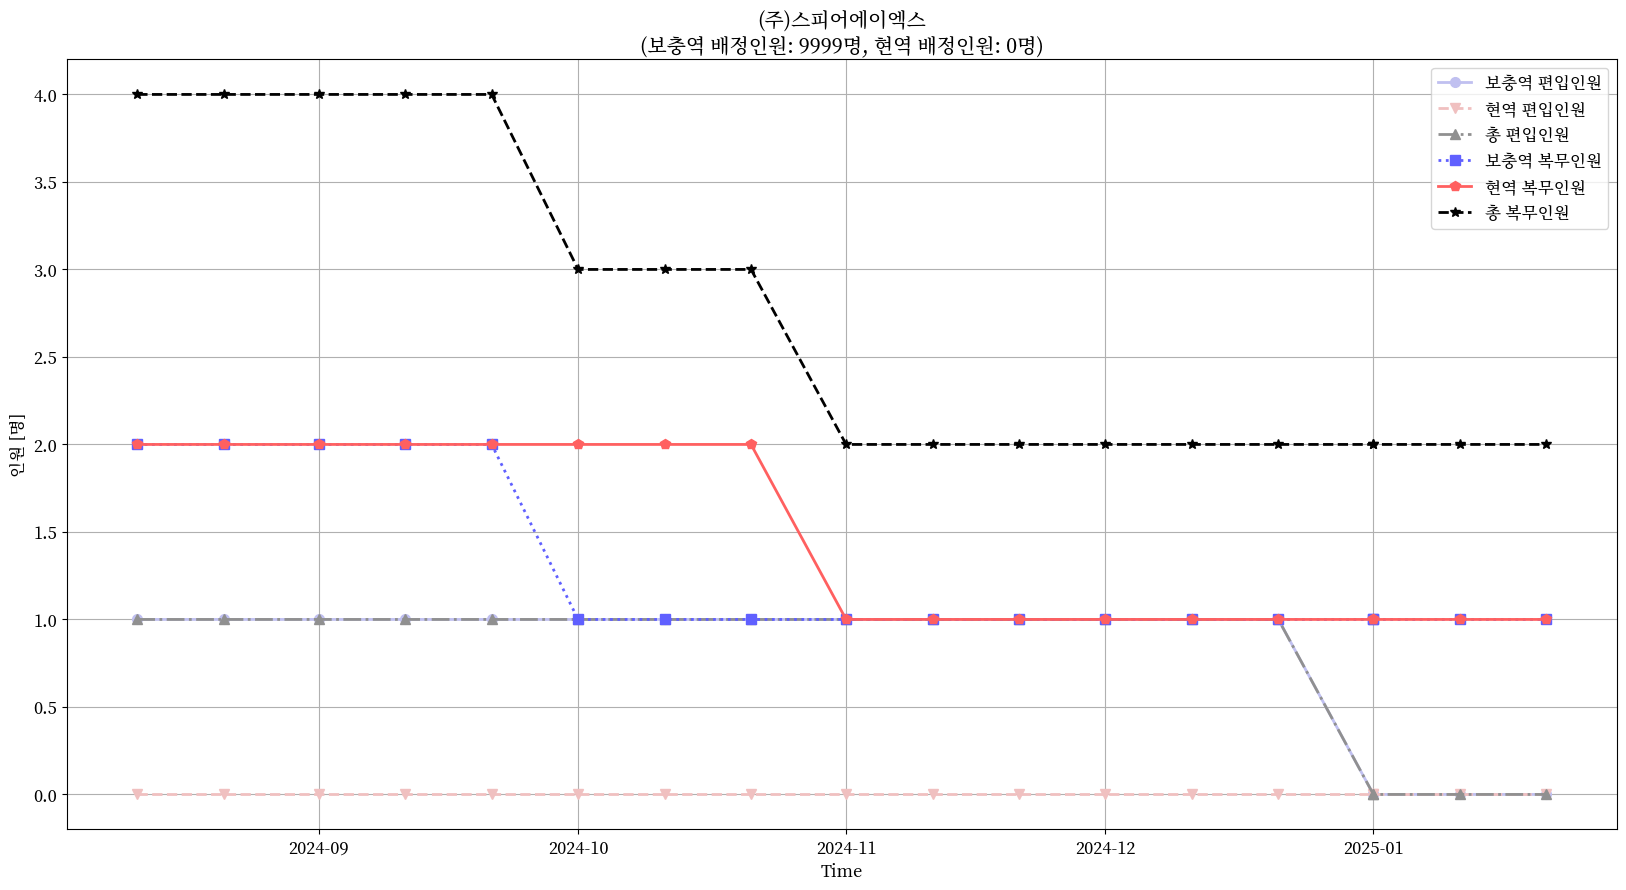 (주)스피어에이엑스
(보충역 배정인원: 9999명, 현역 배정인원: 0명)
보충역 편입인원
현역 편입인원
총 편입인원
보충역 복무인원
현역 복무인원
총 복무인원
4.0
3.5
3.0
2.5
2.0
1.5
1.0
0.5
0.0
인원 [명]
2024-09
2024-10
2024-11
2024-12
2025-01
Time